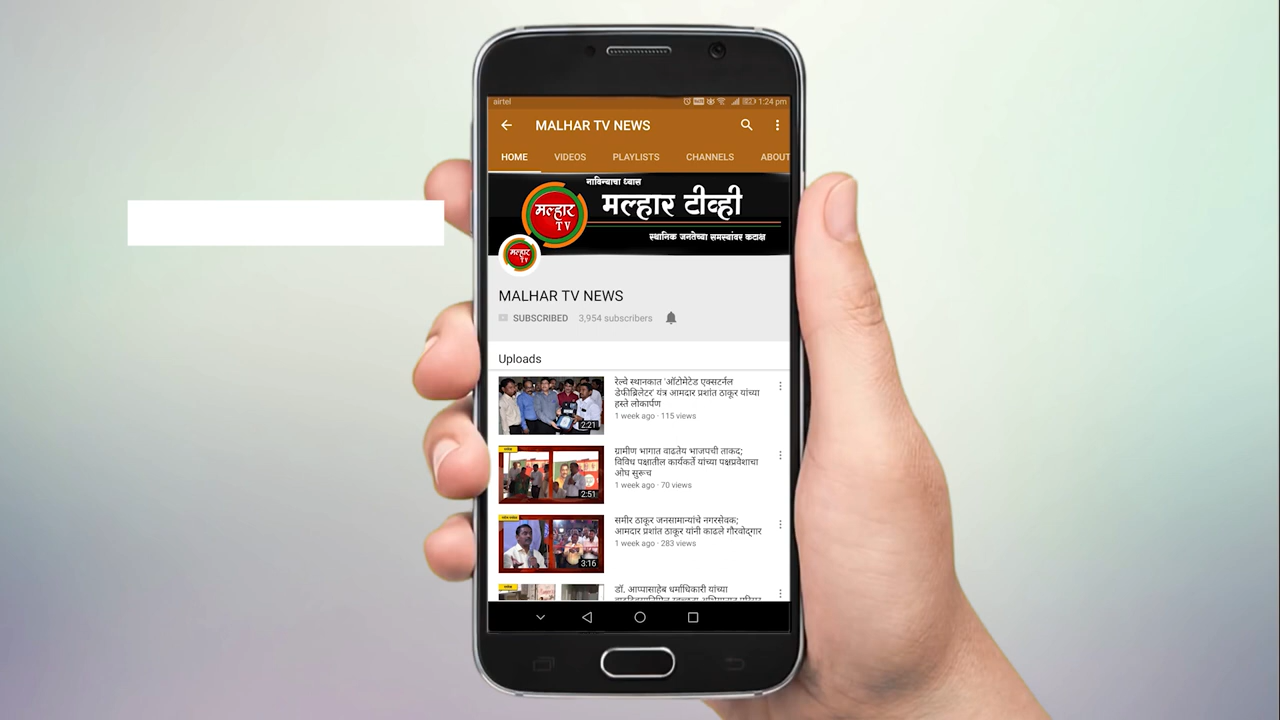 airtel 1:24 pm
MALHAR TV NEWS
HOME VIDEOS PLAYLISTS CHANNELS ABOUT
नाविन्याचा ध्यास
मल्हार टीव्ही
मल्हार
TV
स्थानिक जनतेच्या समस्यांवर कटाक्ष
मल्हार
TV
MALHAR TV NEWS
SUBSCRIBED 3,954 subscribers
Uploads
रेल्वे स्थानकात 'ऑटोमेटेड एक्सटर्नल
डेफीब्रिलेटर' यंत्र आमदार प्रशांत ठाकूर यांच्या
हस्ते लोकार्पण
1 week ago · 115 views
2:21
ग्रामीण भागात वाढतेय भाजपची ताकद;
विविध पक्षातील कार्यकर्ते यांच्या पक्षप्रवेशाचा
ओघ सुरूच
1 week ago · 70 views
2:51
समीर ठाकूर जनसामान्यांचे नगरसेवक;
आमदार प्रशांत ठाकूर यांनी काढले गौरवोद्गार
1 week ago · 283 views
3:16
डॉ. आप्पासाहेब धर्माधिकारी यांच्या